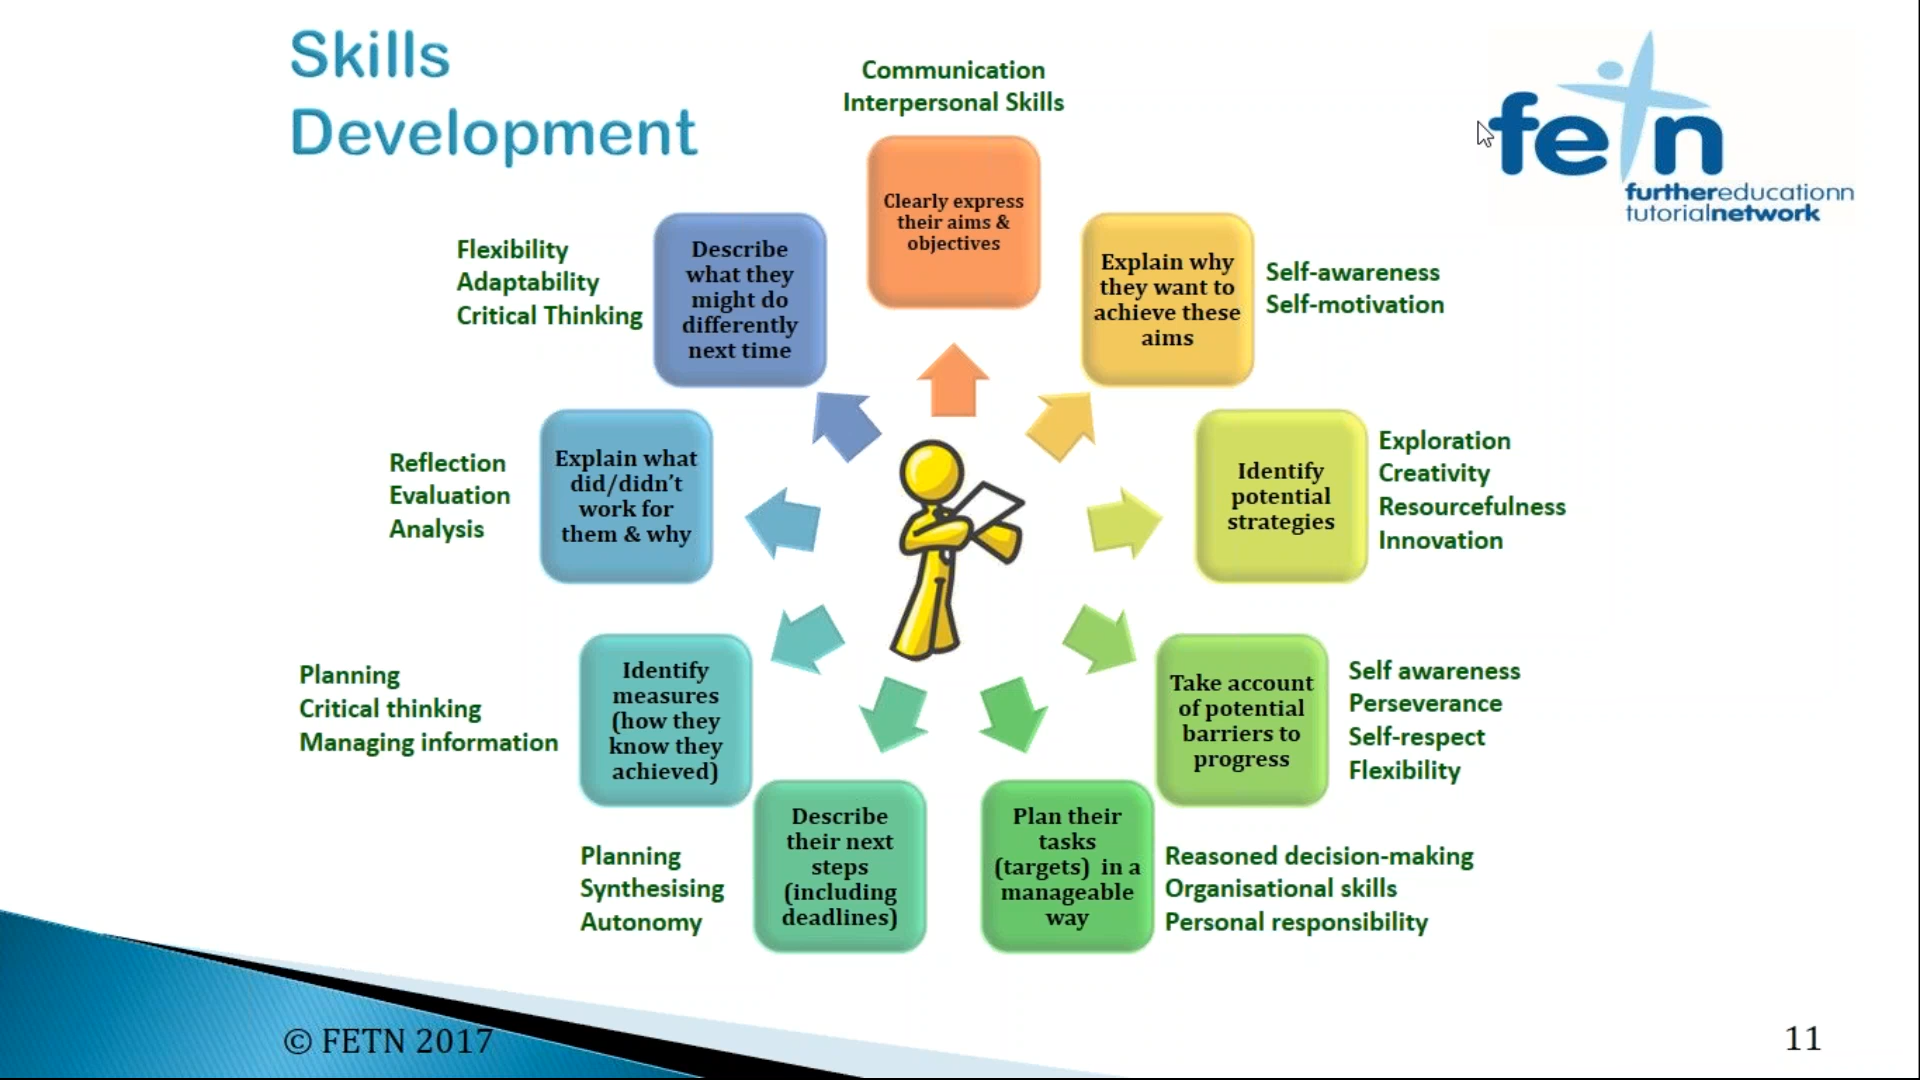 Skills
Development
Communication
Interpersonal Skills
fetn
furthereducationn
tutorialnetwork
Clearly express
their aims &
objectives
Explain why
they want to
achieve these
aims
Self-awareness
Self-motivation
Identify
potential
strategies
Exploration
Creativity
Resourcefulness
Innovation
Take account
of potential
barriers to
progress
Self awareness
Perseverance
Self-respect
Flexibility
Plan their
tasks
(targets) in a
manageable
way
Reasoned decision-making
Organisational skills
Personal responsibility
Describe
their next
steps
(including
deadlines)
Planning
Synthesising
Autonomy
Identify
measures
(how they
know they
achieved)
Planning
Critical thinking
Managing information
Explain what
did/didn't
work for
them & why
Reflection
Evaluation
Analysis
Describe
what they
might do
differently
next time
Flexibility
Adaptability
Critical Thinking
© FETN 2017
11